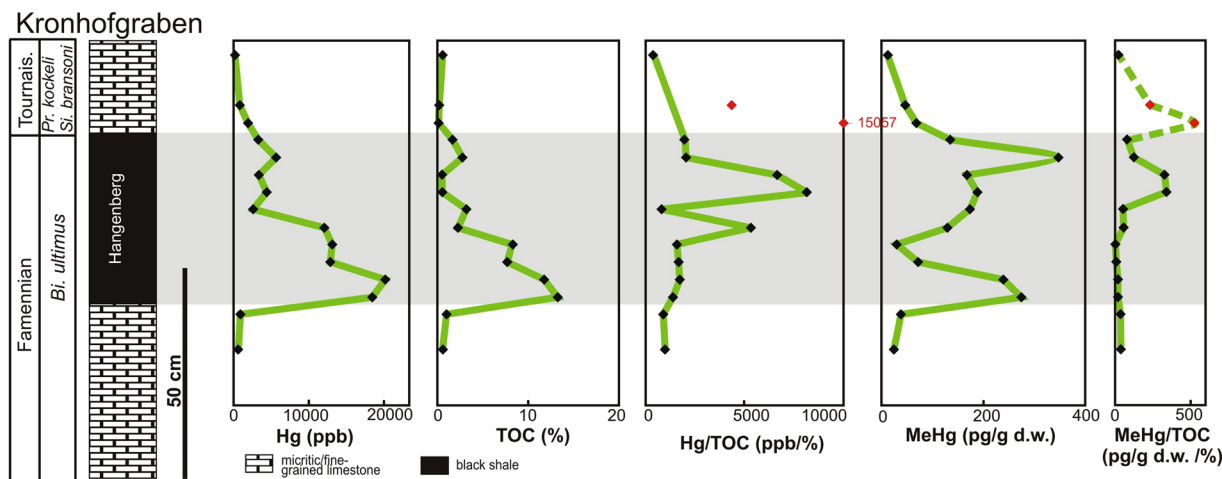 Kronhofgraben
Tournais.
Pr. kockeli
Si. bransoni
Famennian
Bi. ultimus
Hangenberg
50 cm
15057
0 10000 20000
Hg (ppb)
0 10 20
TOC (%)
0 5000 10000
Hg/TOC (ppb/%)
0 200 400
MeHg (pg/g d.w.)
0 500
MeHg/TOC
(pg/g d.w. /%)
micritic/fine-
grained limestone
black shale